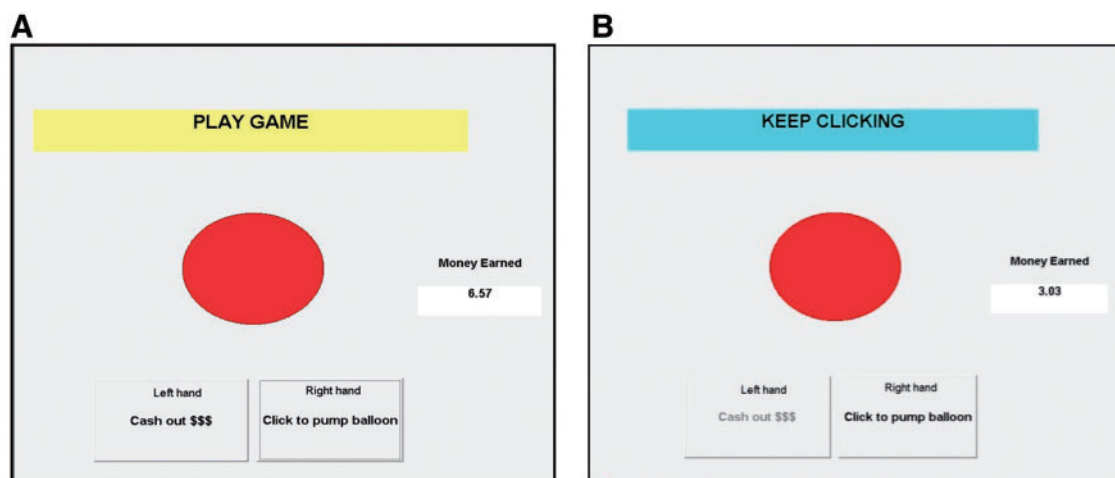 A
PLAY GAME
Money Earned
6.57
Left hand
Cash out $$$
Right hand
Click to pump balloon
B
KEEP CLICKING
Money Earned
3.03
Left hand
Cash out $$$
Right hand
Click to pump balloon